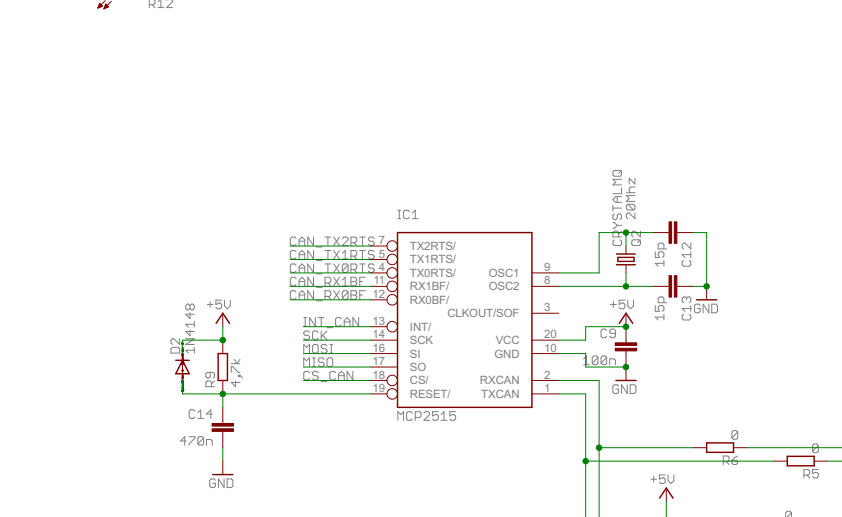 R12
CRYSTALMQ
20Mhz
Q2
IC1
CAN_TX2RTS 7 TX2RTS/
CAN_TX1RTS 5 TX1RTS/
CAN_TX0RTS 4 TX0RTS/ OSC1 9
CAN_RX1BF 11 RX1BF/ OSC2 8
CAN_RX0BF 12 RX0BF/
15p C12
15p C13
GND
+5V
CLKOUT/SOF 3
+5V
INT_CAN 13 INT/
SCK 14 SCK VCC 20
MOSI 16 SI GND 10
MISO 17 SO
CS_CAN 18 CS/ RXCAN 2
19 RESET/ TXCAN 1
C9
100n
GND
D2
1N4148
R9
4,7k
C14
470n
GND
MCP2515
0
R6
0
R5
+5V
0